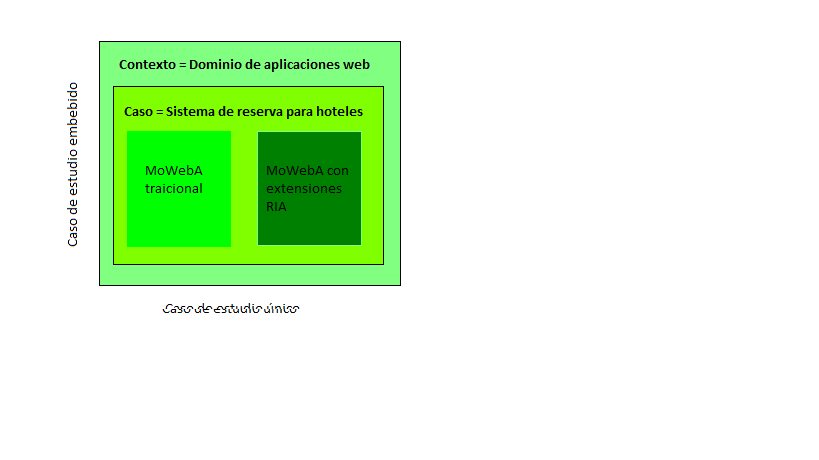 Contexto = Dominio de aplicaciones web
Caso = Sistema de reserva para hoteles
MoWebA
traicional
MoWebA con
extensiones
RIA
Caso de estudio embebido
Caso de estudio único